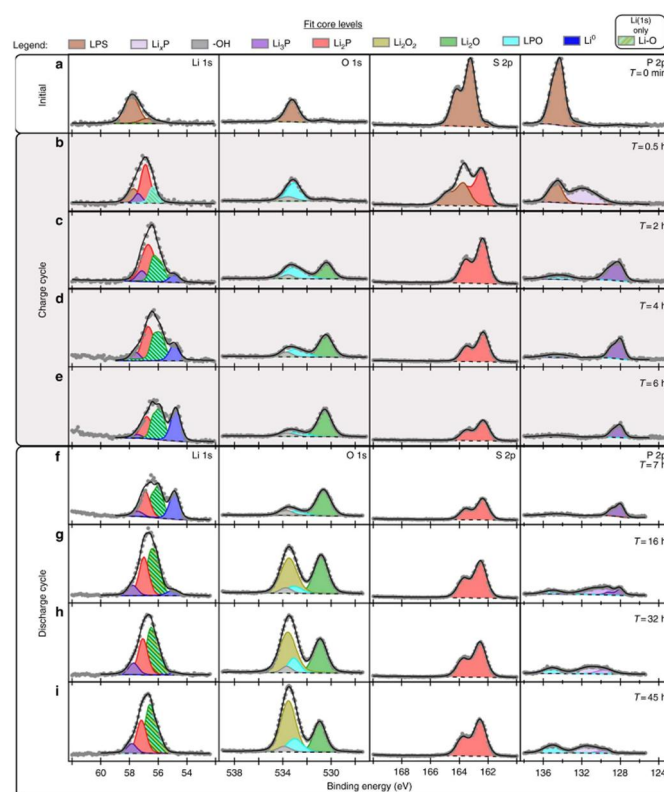 Fit core levels
Li(1s) only
Legend: LPS LiₓP -OH Li₃P Li₂P Li₂O₂ Li₂O LPO Li⁰ Li-O
a Li 1s O 1s S 2p P 2p
T = 0 min
Initial
b T = 0.5 h
c T = 2 h
Charge cycle
d T = 4 h
e T = 6 h
f Li 1s O 1s S 2p P 2p
T = 7 h
g T = 16 h
Discharge cycle
h T = 32 h
i T = 45 h
60 58 56 54 538 534 530 168 166 164 162 136 132 128 124
Binding energy (eV)